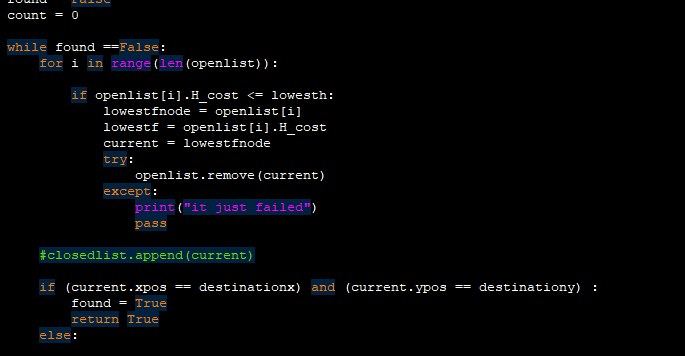 found = False
count = 0
while found ==False:
    for i in range(len(openlist)):
        if openlist[i].H_cost <= lowesth:
            lowestfnode = openlist[i]
            lowestf = openlist[i].H_cost
            current = lowestfnode
            try:
                openlist.remove(current)
            except:
                print("it just failed")
                pass
    #closedlist.append(current)
    if (current.xpos == destinationx) and (current.ypos == destinationy) :
        found = True
        return True
    else: